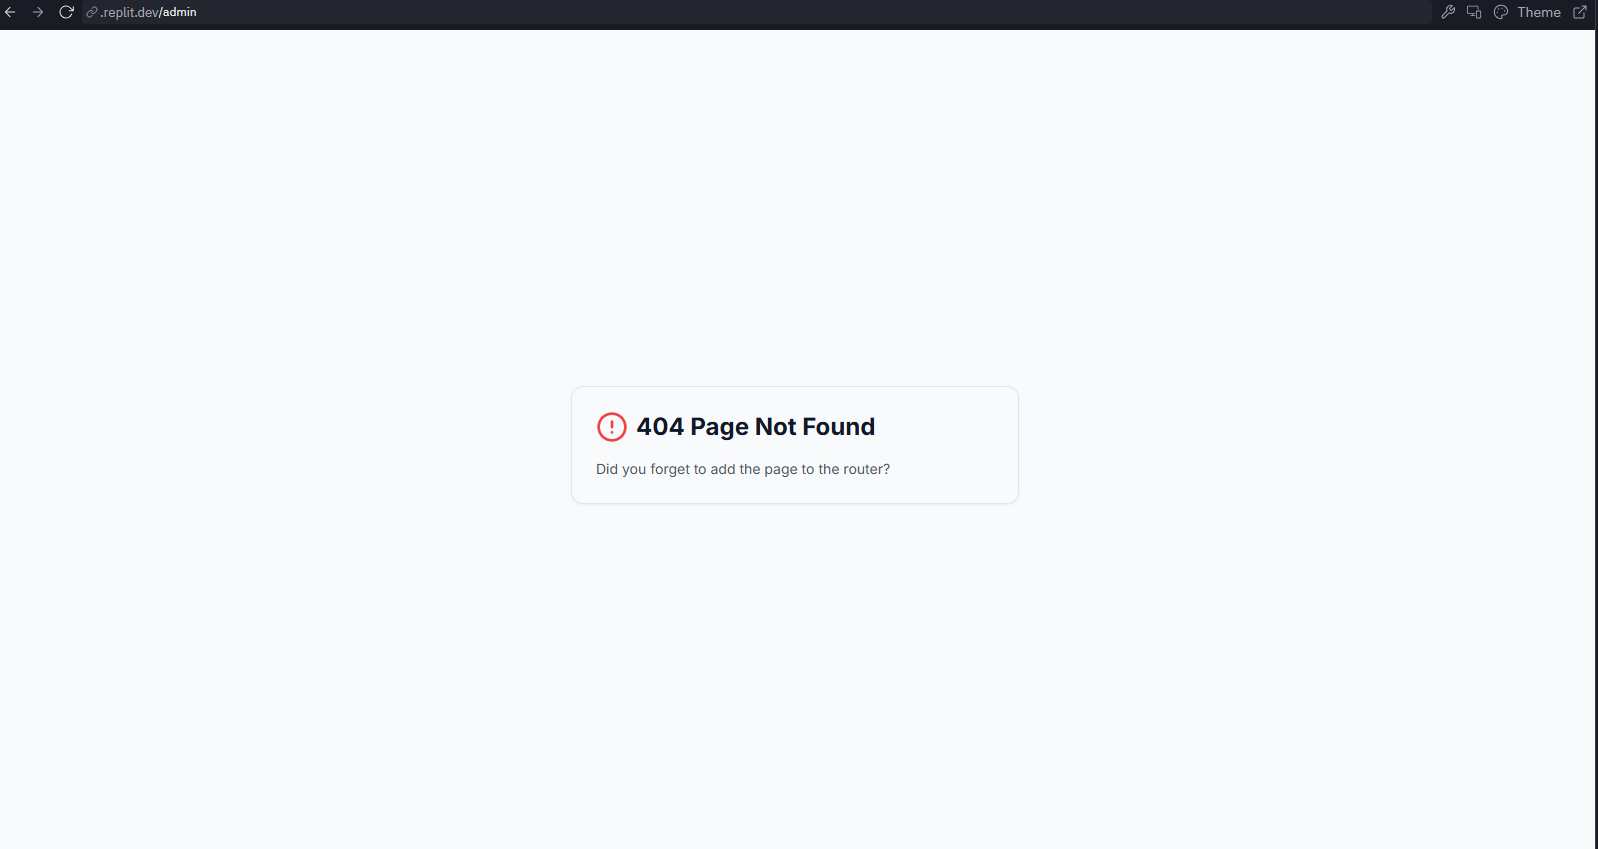 .replit.dev/admin
Theme
404 Page Not Found
Did you forget to add the page to the router?